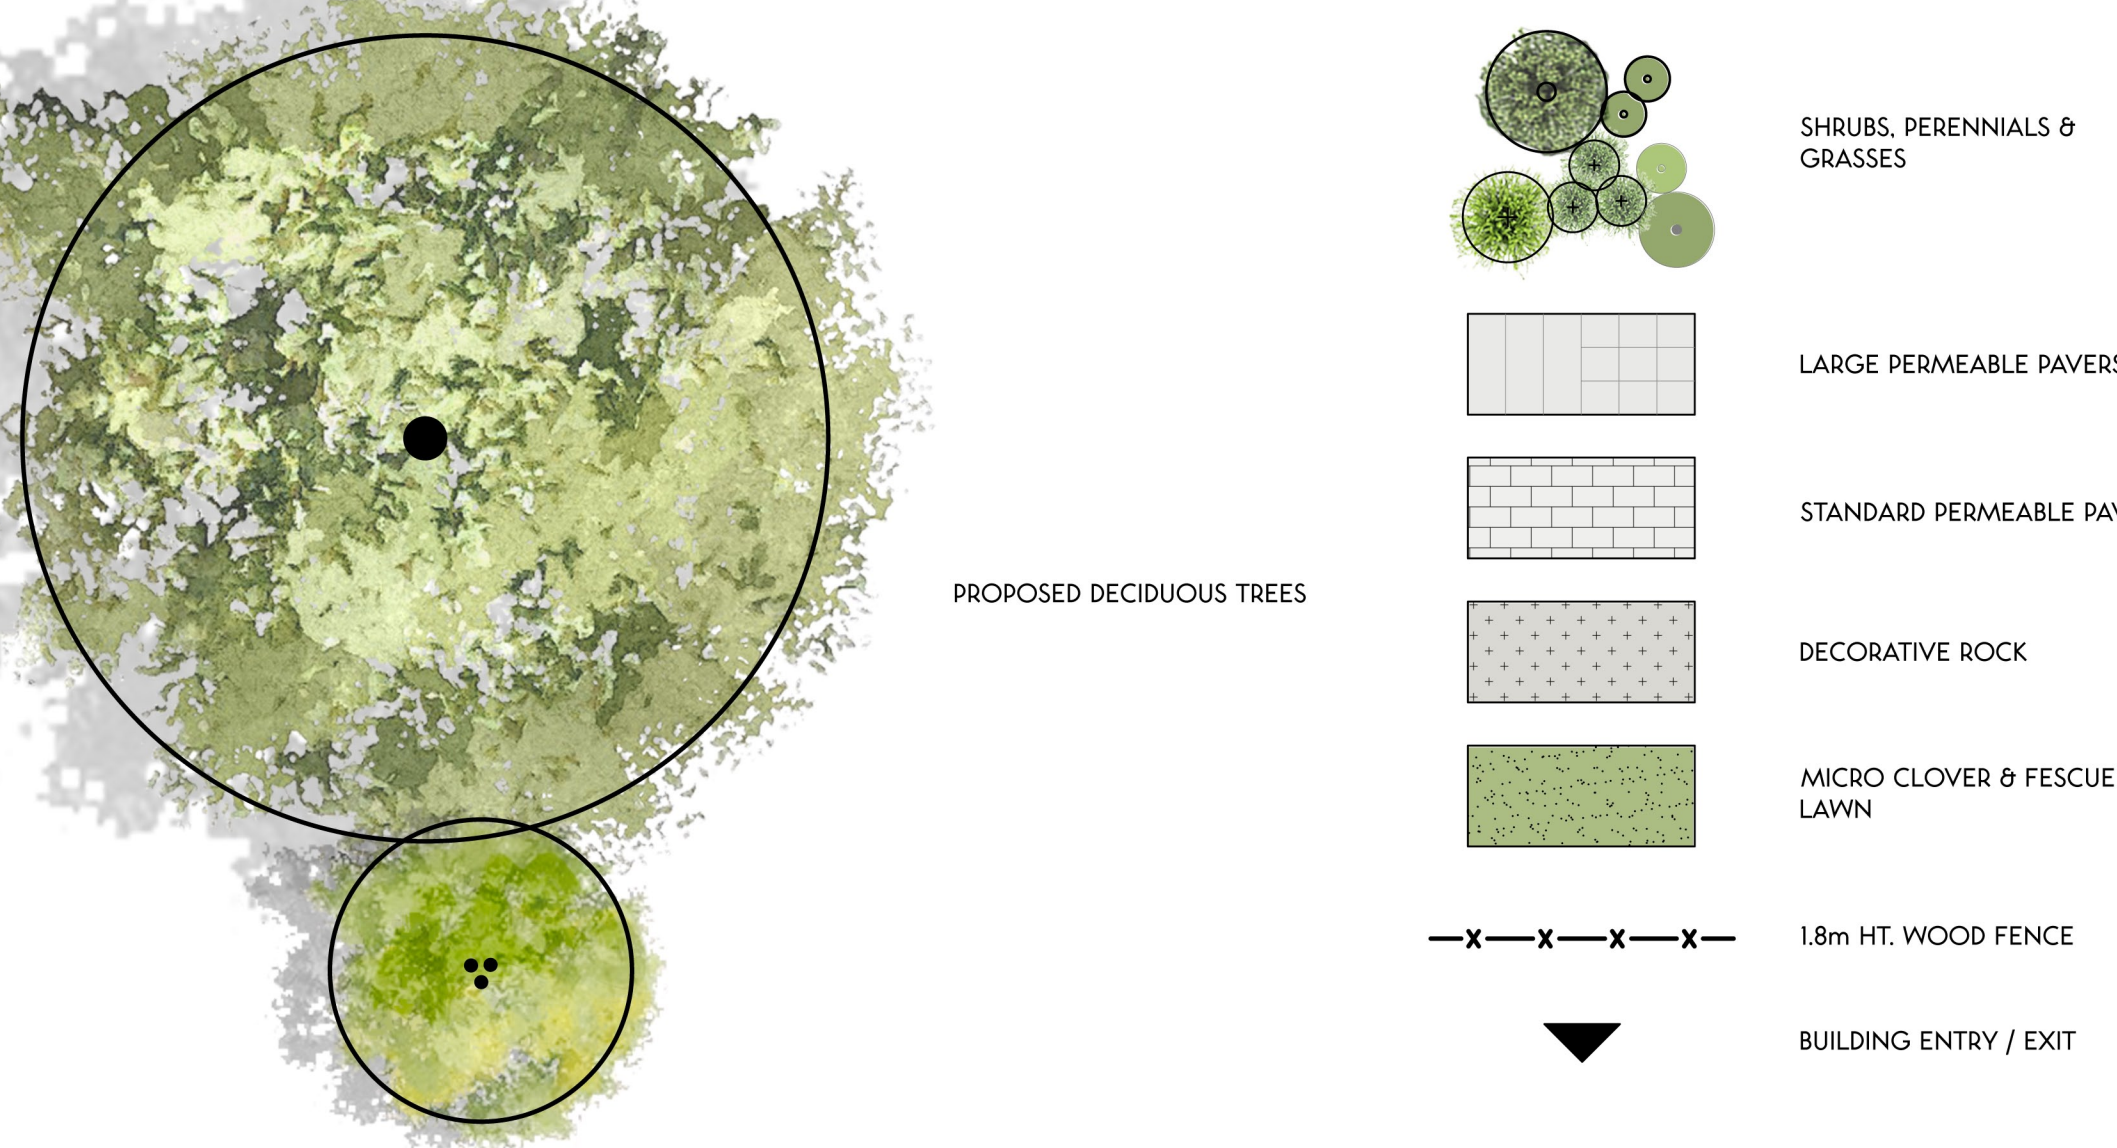 PROPOSED DECIDUOUS TREES
SHRUBS, PERENNIALS &
GRASSES
LARGE PERMEABLE PAVERS
STANDARD PERMEABLE
DECORATIVE ROCK
MICRO CLOVER & FESCUE
LAWN
1.8m HT. WOOD FENCE
BUILDING ENTRY / EXIT